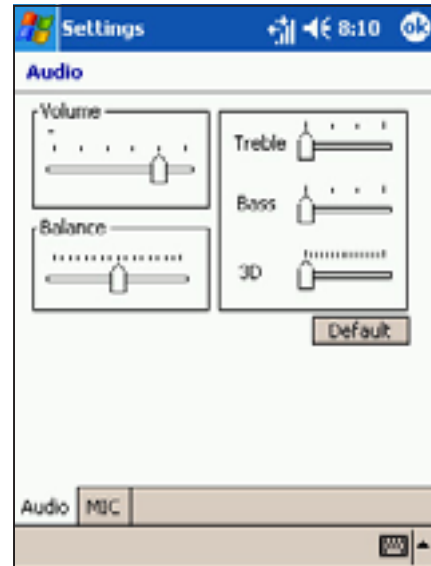 Settings 8:10 ok
Audio
Volume
Treble
Bass
Balance
3D
Default
Audio MIC